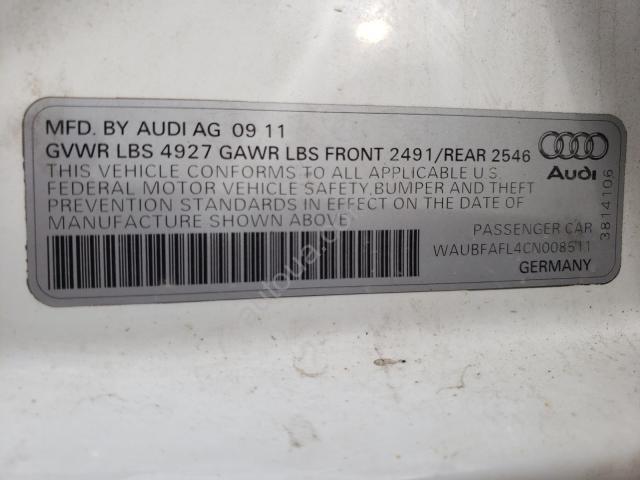 MFD. BY AUDI AG 09 11
GVWR LBS 4927 GAWR LBS FRONT 2491/REAR 2546
THIS VEHICLE CONFORMS TO ALL APPLICABLE U.S.
FEDERAL MOTOR VEHICLE SAFETY, BUMPER AND THEFT
PREVENTION STANDARDS IN EFFECT ON THE DATE OF
MANUFACTURE SHOWN ABOVE.
Audi
3814106
PASSENGER CAR
WAUBFAFL4CN008511
GERMANY
autoua.